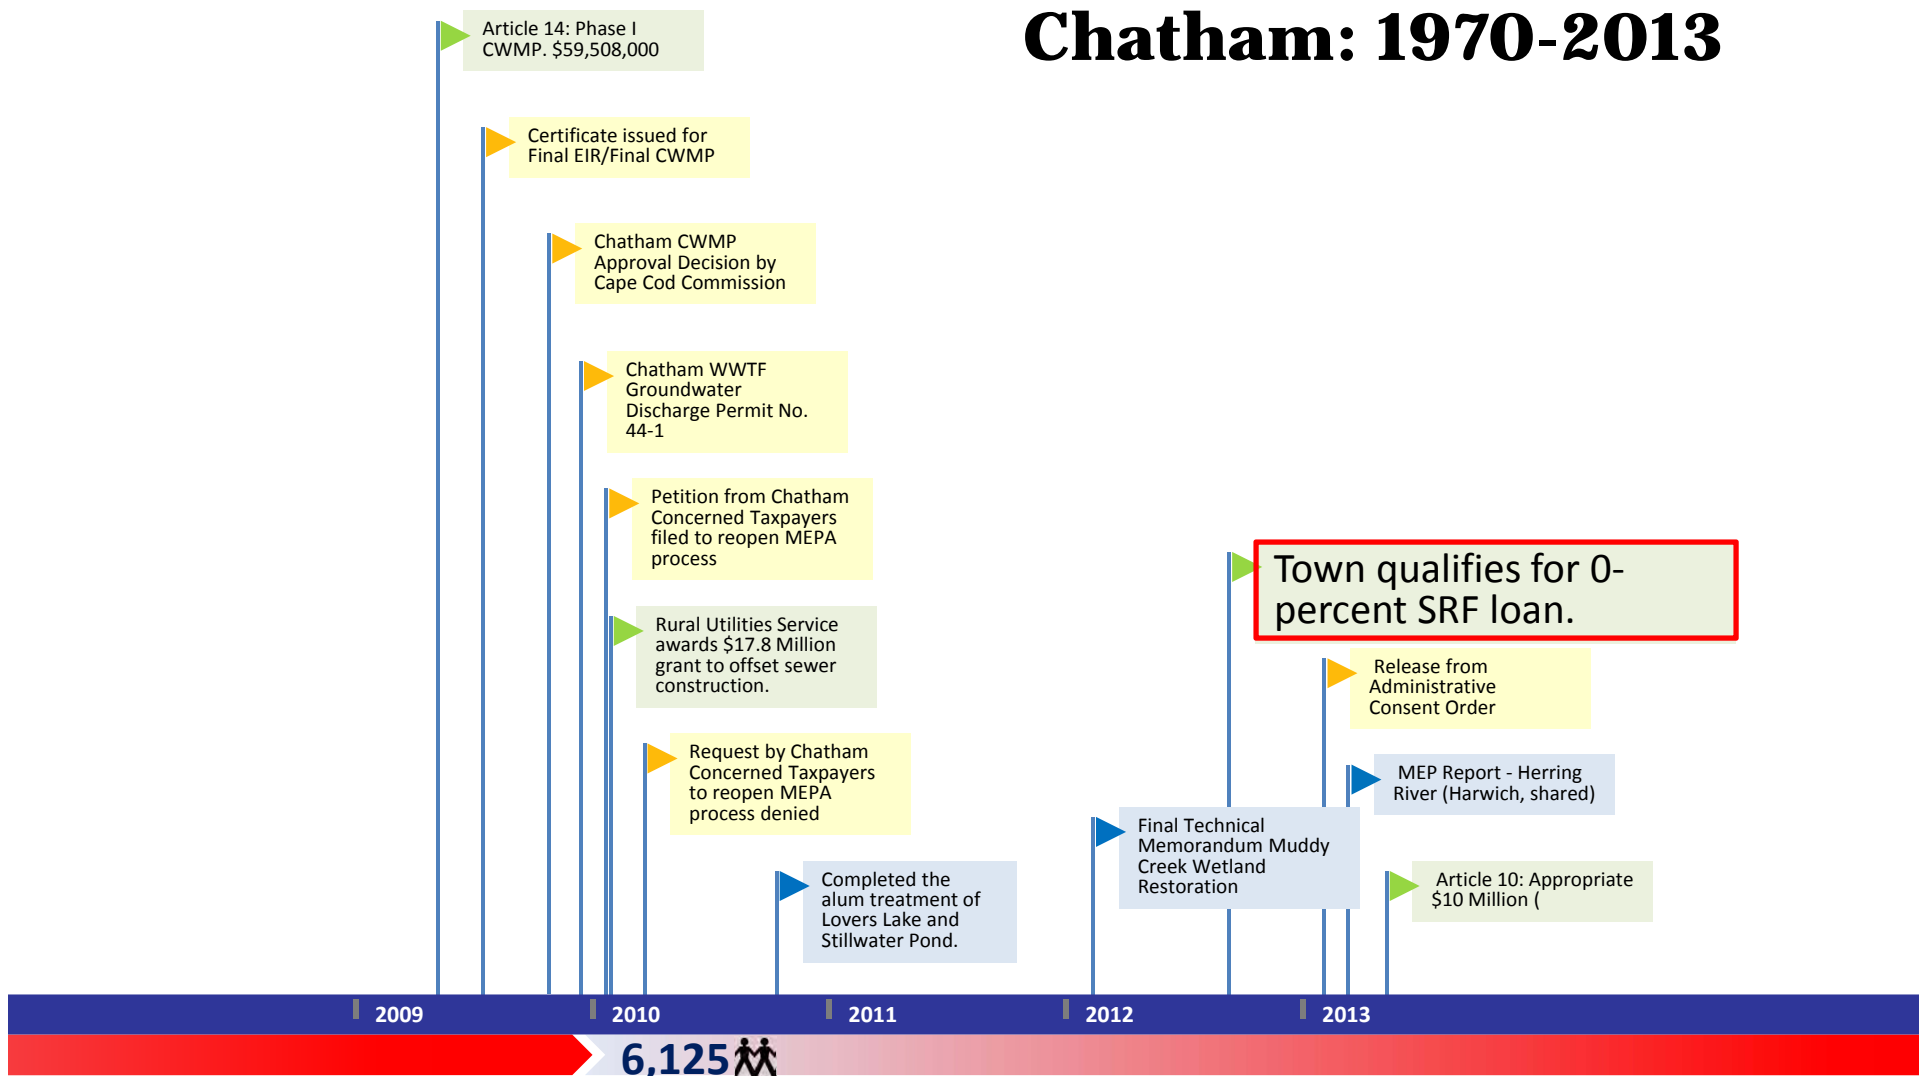 Chatham: 1970-2013
Article 14: Phase I
CWMP. $59,508,000
Certificate issued for
Final EIR/Final CWMP
Chatham CWMP
Approval Decision by
Cape Cod Commission
Chatham WWTF
Groundwater
Discharge Permit No.
44-1
Petition from Chatham
Concerned Taxpayers
filed to reopen MEPA
process
Rural Utilities Service
awards $17.8 Million
grant to offset sewer
construction.
Request by Chatham
Concerned Taxpayers
to reopen MEPA
process denied
Completed the
alum treatment of
Lovers Lake and
Stillwater Pond.
Final Technical
Memorandum Muddy
Creek Wetland
Restoration
Town qualifies for 0-
percent SRF loan.
Release from
Administrative
Consent Order
MEP Report - Herring
River (Harwich, shared)
Article 10: Appropriate
$10 Million (
2009
2010
2011
2012
2013
6,125